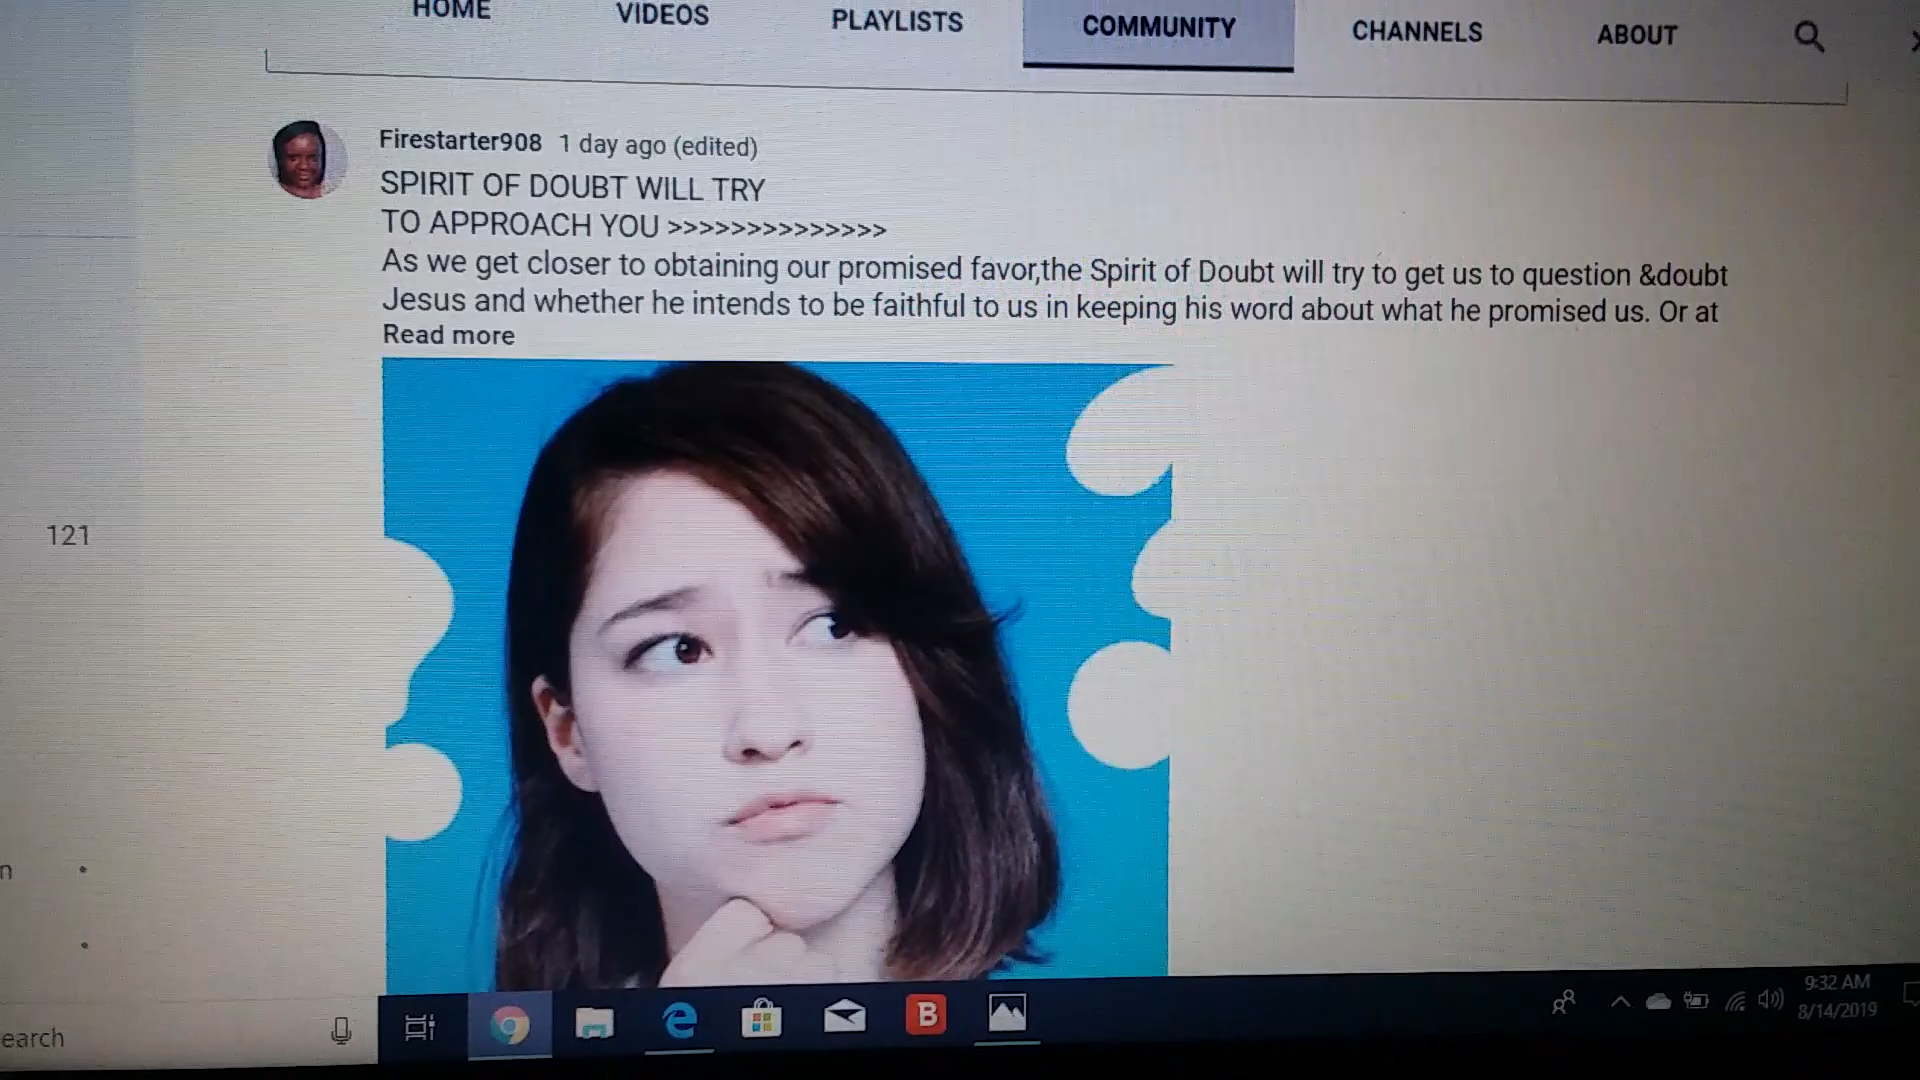 HOME VIDEOS PLAYLISTS COMMUNITY CHANNELS ABOUT
Firestarter908 1 day ago (edited)
SPIRIT OF DOUBT WILL TRY
TO APPROACH YOU >>>>>>>>>>>>>>
As we get closer to obtaining our promised favor,the Spirit of Doubt will try to get us to question &doubt
Jesus and whether he intends to be faithful to us in keeping his word about what he promised us. Or at
Read more
121
n
earch
B
9:32 AM
8/14/2019